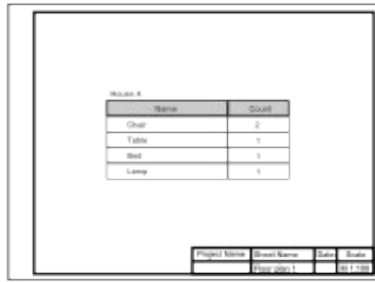 House A
Name Count
Chair 2
Table 1
Bed 1
Lamp 1
Project Name Sheet Name Date Scale
Floor plan 1 1:100